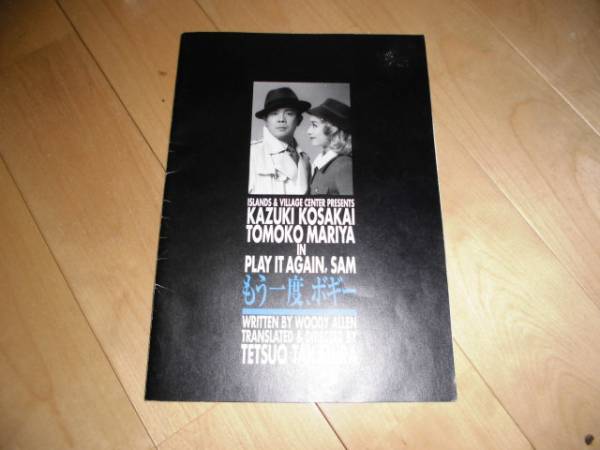 ISLANDS & VILLAGE CENTER PRESENTS
KAZUKI KOSAKAI
TOMOKO MARIYA
IN
PLAY IT AGAIN, SAM
もう一度、ボギー
WRITTEN BY WOODY ALLEN
TRANSLATED & DIRECTED BY
TETSUO